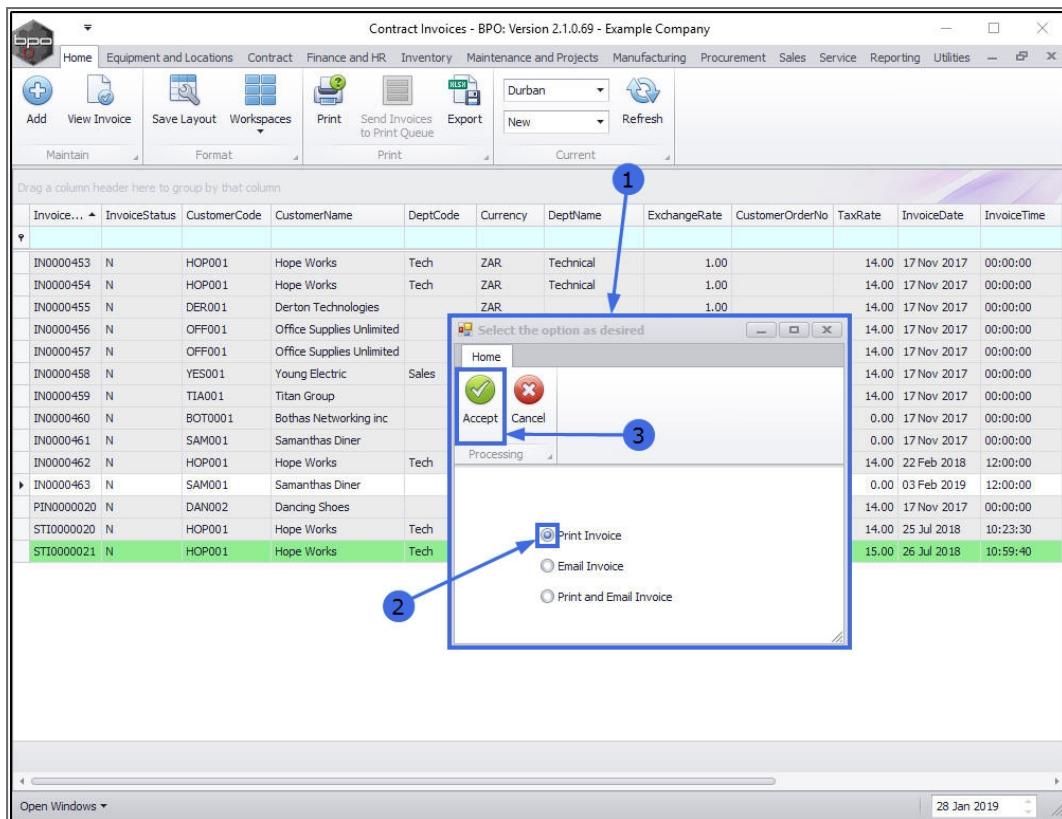 Contract Invoices - BPO: Version 2.1.0.69 - Example Company
bpo
Home Equipment and Locations Contract Finance and HR Inventory Maintenance and Projects Manufacturing Procurement Sales Service Reporting Utilities
Add View Invoice Save Layout Workspaces Print Send Invoices to Print Queue XLSX Export Durban New Refresh
Maintain Format Print Current
Drag a column header here to group by that column
1
Invoice... InvoiceStatus CustomerCode CustomerName DeptCode Currency DeptName ExchangeRate CustomerOrderNo TaxRate InvoiceDate InvoiceTime
IN0000453 N HOP001 Hope Works Tech ZAR Technical 1.00 14.00 17 Nov 2017 00:00:00
IN0000454 N HOP001 Hope Works Tech ZAR Technical 1.00 14.00 17 Nov 2017 00:00:00
IN0000455 N DER001 Derton Technologies ZAR 1.00 14.00 17 Nov 2017 00:00:00
IN0000456 N OFF001 Office Supplies Unlimited 14.00 17 Nov 2017 00:00:00
IN0000457 N OFF001 Office Supplies Unlimited 14.00 17 Nov 2017 00:00:00
IN0000458 N YES001 Young Electric Sales 14.00 17 Nov 2017 00:00:00
IN0000459 N TIA001 Titan Group 14.00 17 Nov 2017 00:00:00
IN0000460 N BOT0001 Bothas Networking inc 0.00 17 Nov 2017 00:00:00
IN0000461 N SAM001 Samanthas Diner 0.00 17 Nov 2017 00:00:00
IN0000462 N HOP001 Hope Works Tech 14.00 22 Feb 2018 12:00:00
IN0000463 N SAM001 Samanthas Diner 0.00 03 Feb 2019 12:00:00
PIN0000020 N DAN002 Dancing Shoes 14.00 17 Nov 2017 00:00:00
STI0000020 N HOP001 Hope Works Tech 14.00 25 Jul 2018 10:23:30
STI0000021 N HOP001 Hope Works Tech 15.00 26 Jul 2018 10:59:40
Select the option as desired
Home
Accept Cancel
3
Processing
Print Invoice
Email Invoice
2
Print and Email Invoice
Open Windows 28 Jan 2019